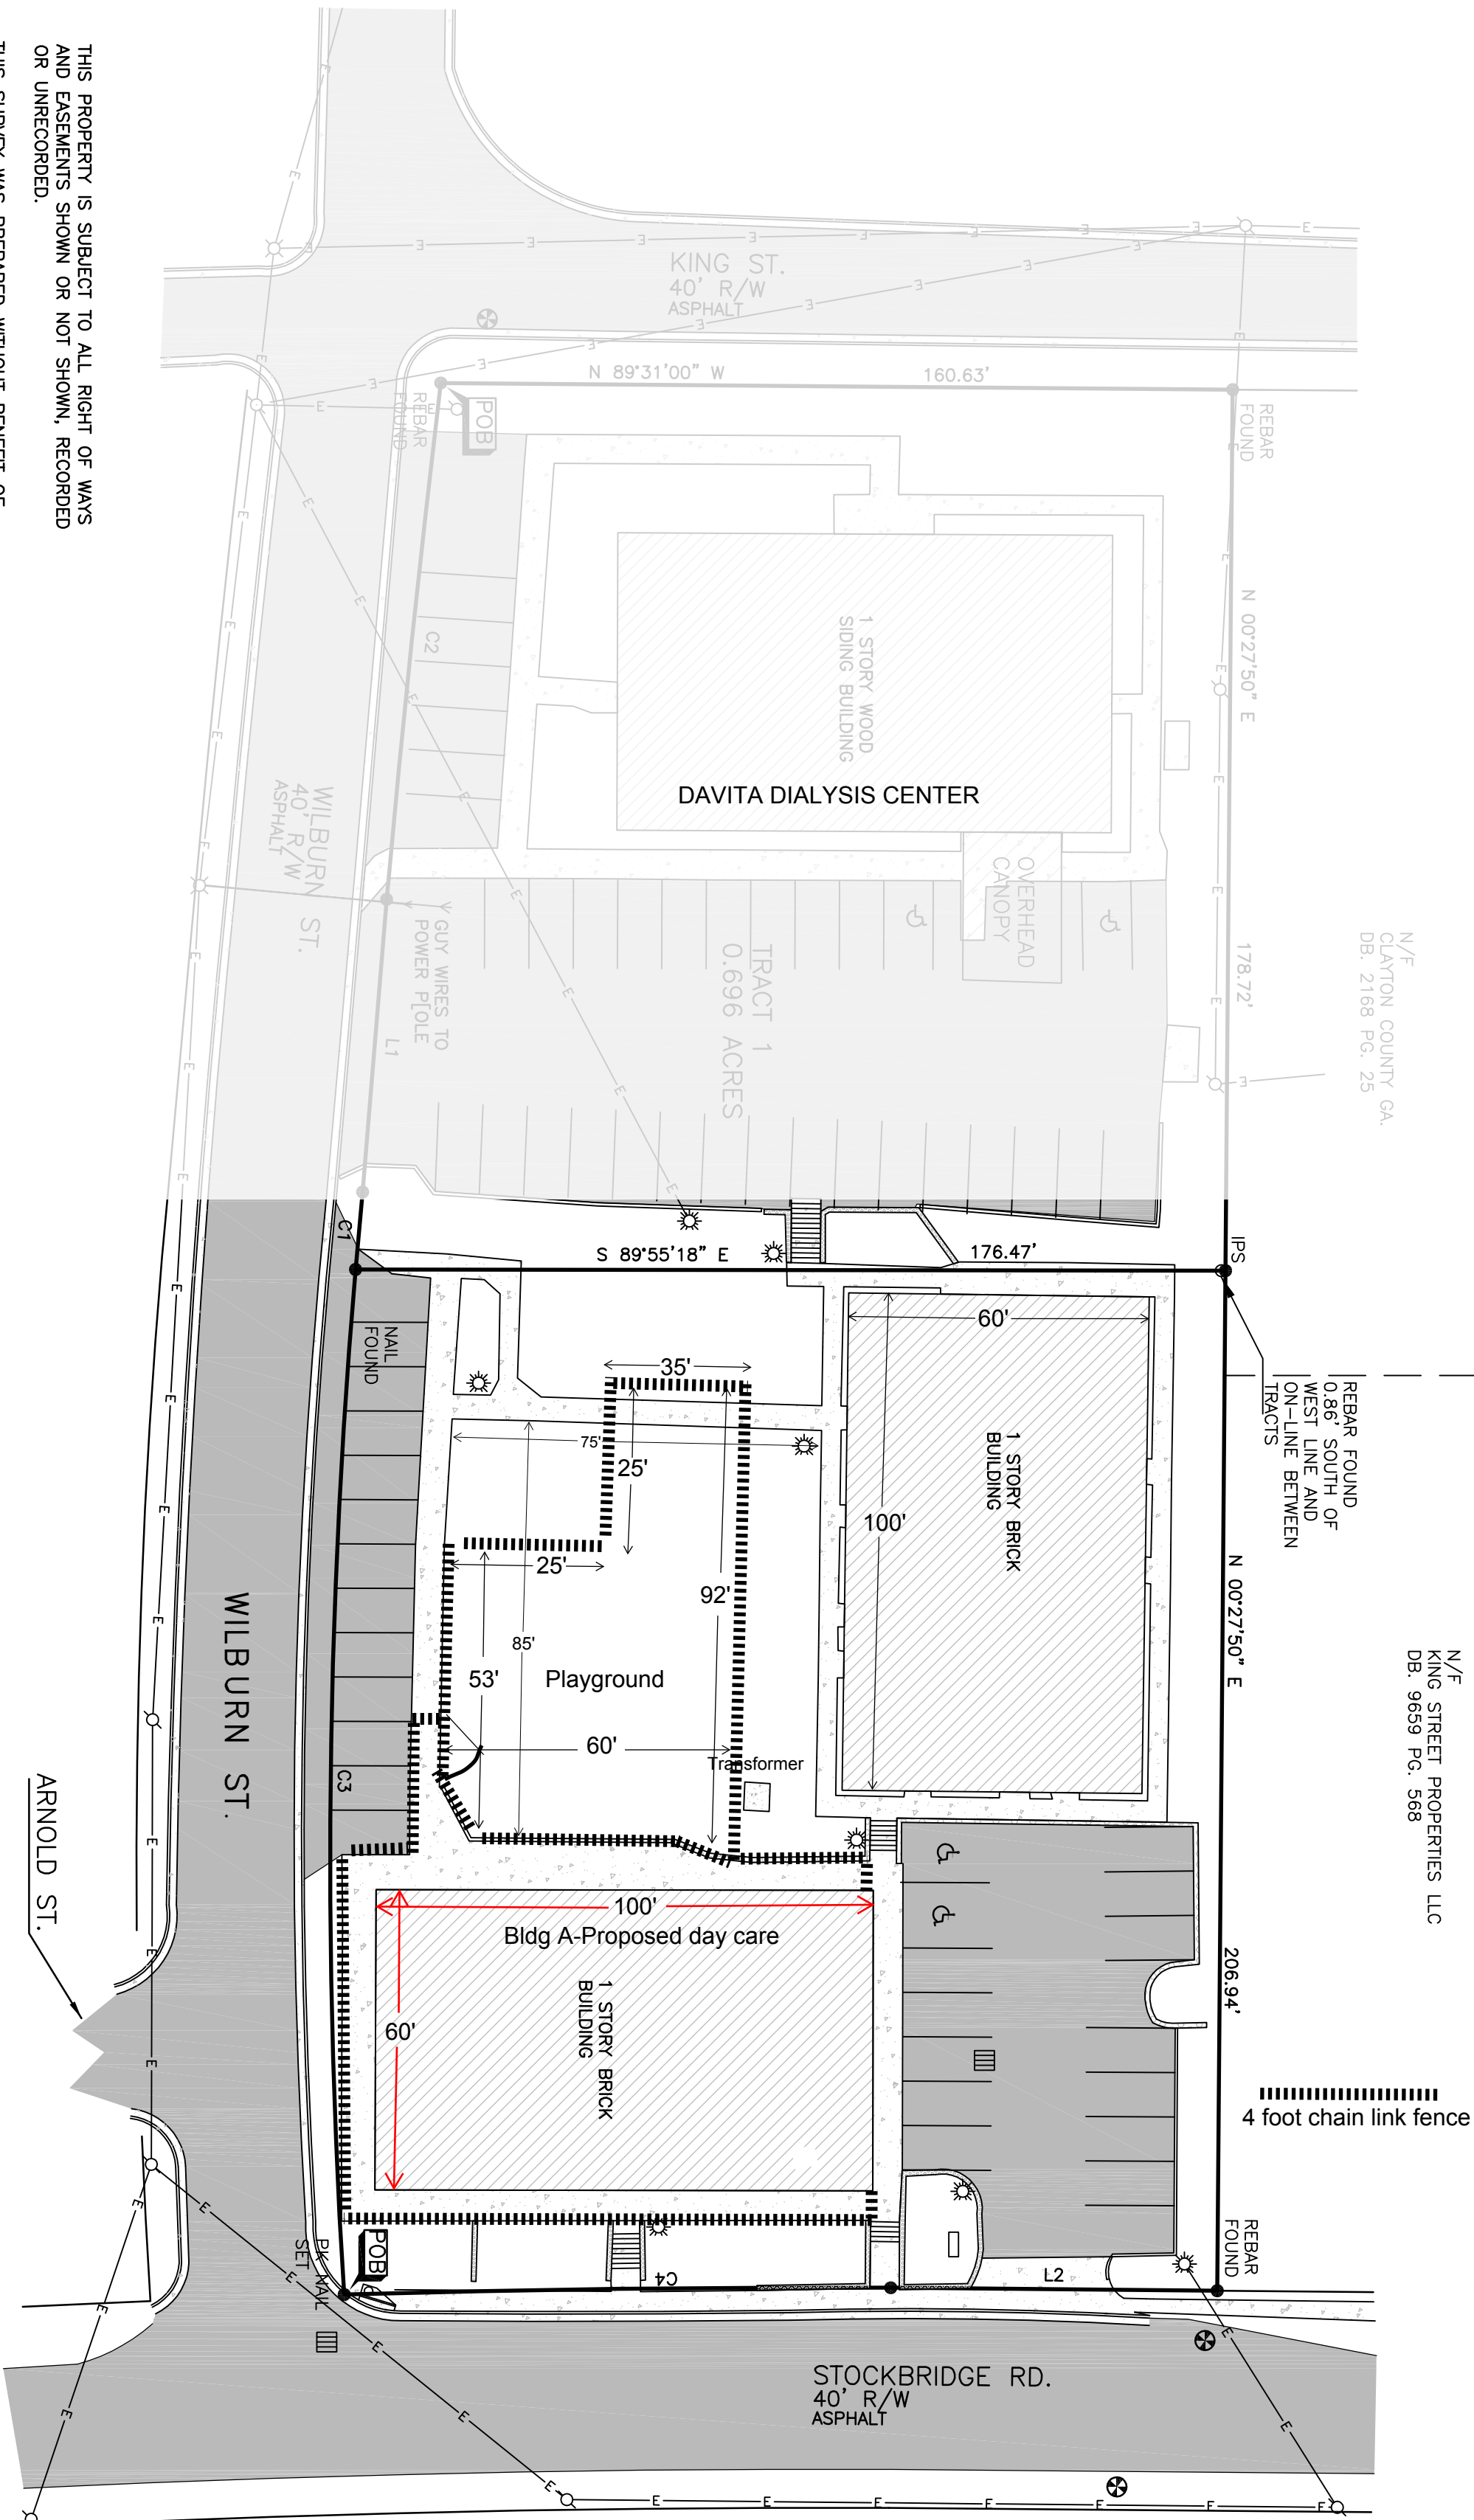 THIS PROPERTY IS SUBJECT TO ALL RIGHT OF WAYS
AND EASEMENTS SHOWN OR NOT SHOWN, RECORDED
OR UNRECORDED.
KING ST.
40' R/W
ASPHALT
N 89°31'00" W
160.63'
REBAR
FOUND
POB
REBAR
FOUND
N 00°27'50" E
178.72'
C2
1 STORY WOOD
SIDING BUILDING
DAVITA DIALYSIS CENTER
WILBURN ST.
40' R/W
ASPHALT
OVERHEAD
CANOPY
GUY WIRES TO
POWER P[OLE
L1
TRACT 1
0.696 ACRES
N/F
CLAYTON COUNTY GA.
DB. 2168 PG. 25
C1
S 89°55'18" E
176.47'
IPS
NAIL
FOUND
REBAR FOUND
0.86' SOUTH OF
WEST LINE AND
ON-LINE BETWEEN
TRACTS
60'
35'
75'
25'
1 STORY BRICK
BUILDING
100'
25'
92'
85'
53'
Playground
60'
Transformer
N 00°27'50" E
206.94'
N/F
KING STREET PROPERTIES LLC
DB. 9659 PG. 568
WILBURN ST.
C3
ARNOLD ST.
100'
Bldg A-Proposed day care
1 STORY BRICK
BUILDING
60'
4 foot chain link fence
REBAR
FOUND
POB
PK NAIL
SET
C4
L2
STOCKBRIDGE RD.
40' R/W
ASPHALT